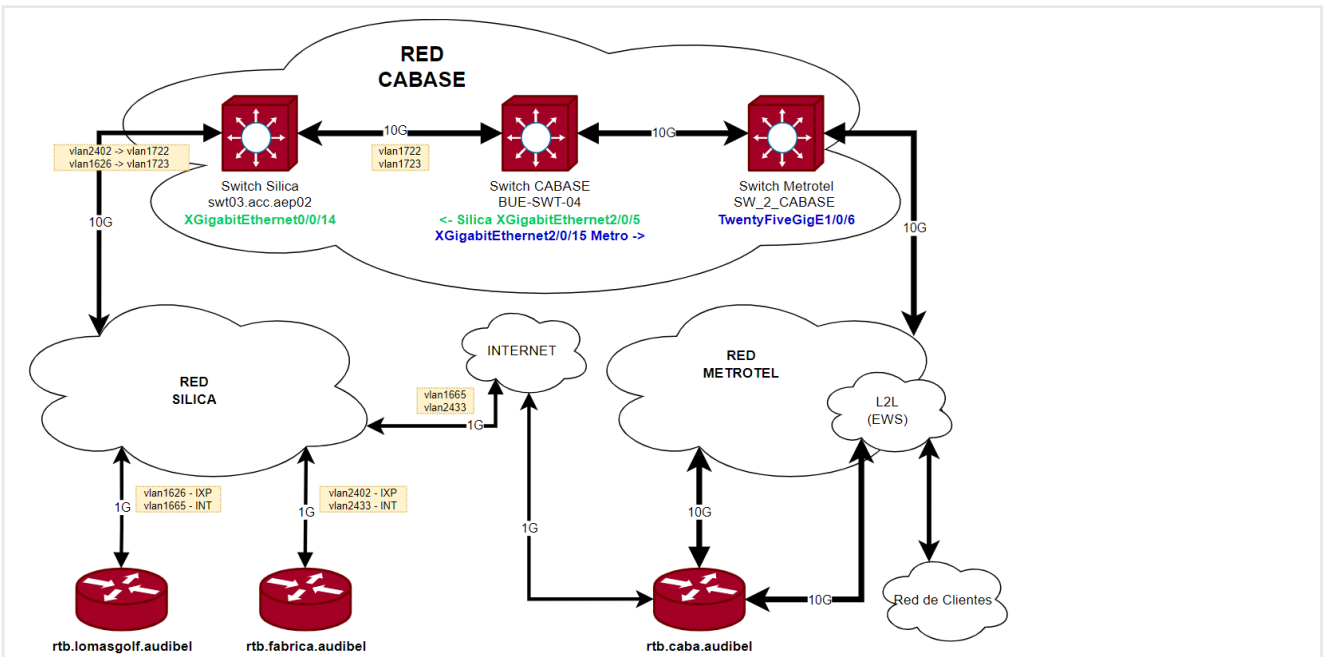 RED
CABASE
10G
10G
vlan2402 -> vlan1722
vlan1626 -> vlan1723
vlan1722
vlan1723
Switch Silica
swt03.acc.aep02
XGigabitEthernet0/0/14
Switch CABASE
BUE-SWT-04
<- Silica XGigabitEthernet2/0/5
XGigabitEthernet2/0/15 Metro ->
Switch Metrotel
SW_2_CABASE
TwentyFiveGigE1/0/6
10G
10G
RED
SILICA
INTERNET
RED
METROTEL
L2L
(EWS)
vlan1665
vlan2433
1G
vlan1626 - IXP
vlan1665 - INT
1G
vlan2402 - IXP
vlan2433 - INT
1G
1G
10G
10G
Red de Clientes
rtb.lomasgolf.audibel
rtb.fabrica.audibel
rtb.caba.audibel